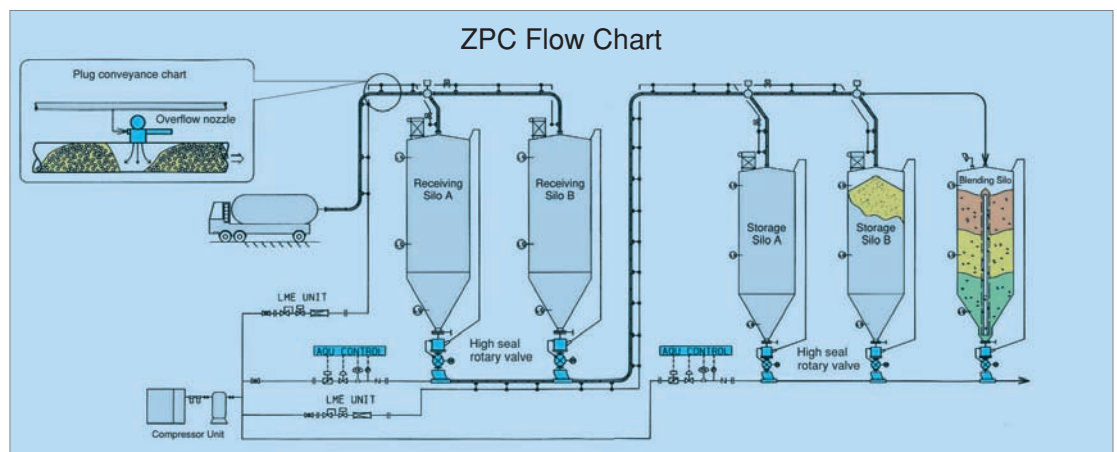 ZPC Flow Chart
Plug conveyance chart
Overflow nozzle
Receiving
Silo A
Receiving
Silo B
Storage
Silo A
Storage
Silo B
Blending Silo
LME UNIT
High seal
rotary valve
High seal
rotary valve
AQU CONTROL
AQU CONTROL
LME UNIT
Compressor Unit